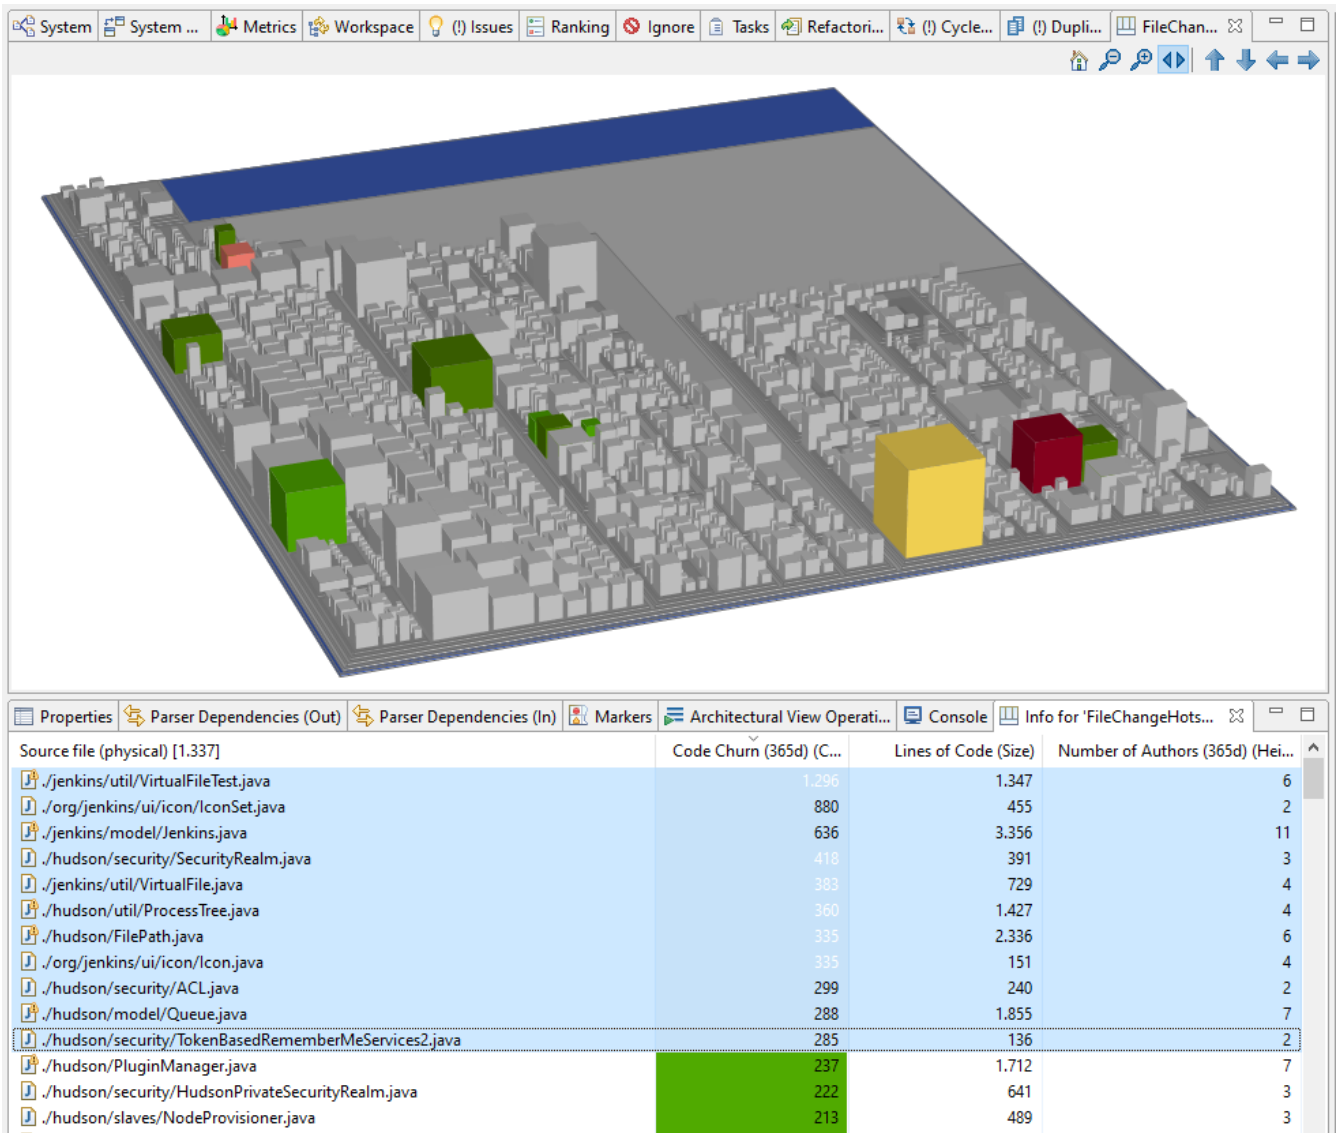 System System ... Metrics Workspace (!) Issues Ranking Ignore Tasks Refactori... (!) Cycle... (!) Dupli... FileChan...
Properties Parser Dependencies (Out) Parser Dependencies (In) Markers Architectural View Operati... Console Info for 'FileChangeHots...
Source file (physical) [1.337] Code Churn (365d) (C... Lines of Code (Size) Number of Authors (365d) (Hei...
./jenkins/util/VirtualFileTest.java 1.296 1.347 6
./org/jenkins/ui/icon/IconSet.java 880 455 2
./jenkins/model/Jenkins.java 636 3.356 11
./hudson/security/SecurityRealm.java 418 391 3
./jenkins/util/VirtualFile.java 383 729 4
./hudson/util/ProcessTree.java 360 1.427 4
./hudson/FilePath.java 335 2.336 6
./org/jenkins/ui/icon/Icon.java 335 151 4
./hudson/security/ACL.java 299 240 2
./hudson/model/Queue.java 288 1.855 7
./hudson/security/TokenBasedRememberMeServices2.java 285 136 2
./hudson/PluginManager.java 237 1.712 7
./hudson/security/HudsonPrivateSecurityRealm.java 222 641 3
./hudson/slaves/NodeProvisioner.java 213 489 3